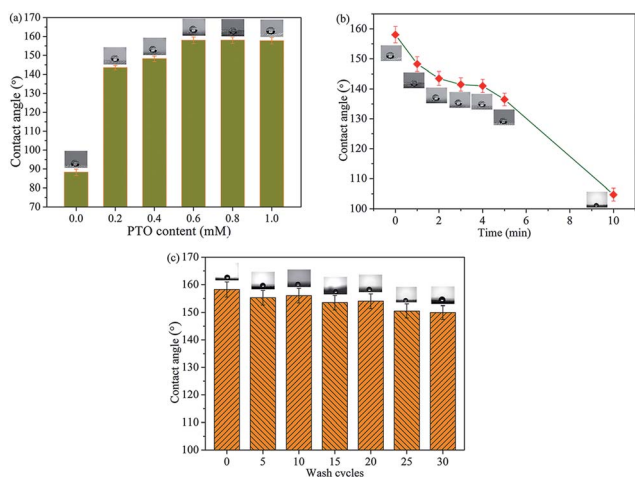 (a)
170
160
150
140
130
120
110
100
90
80
70
Contact angle (°)
0.0 0.2 0.4 0.6 0.8 1.0
PTO content (mM)
(b)
160
150
140
130
120
110
100
Contact angle (°)
0 2 4 6 8 10
Time (min)
(c)
170
160
150
140
130
120
110
100
Contact angle (°)
0 5 10 15 20 25 30
Wash cycles